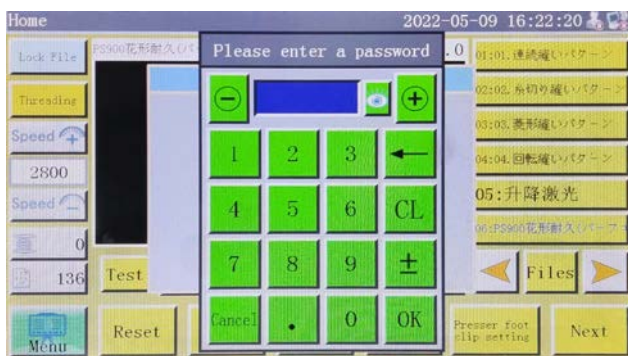 Home
2022-05-09 16:22:20
Lock File
PS900花形耐久(パ
.0
Please enter a password
01:01.連続縫いパターン
Threading
02:02.糸切り縫いパターン
Speed
1
2
3
03:03.菱形縫いパターン
2800
04:04.回転縫いパターン
Speed
4
5
6
CL
05:升降激光
06:PS900花形耐久(パーフ
0
7
8
9
±
136
Test
Files
Menu
Reset
Cancel
.
0
OK
Presser foot
clip setting
Next